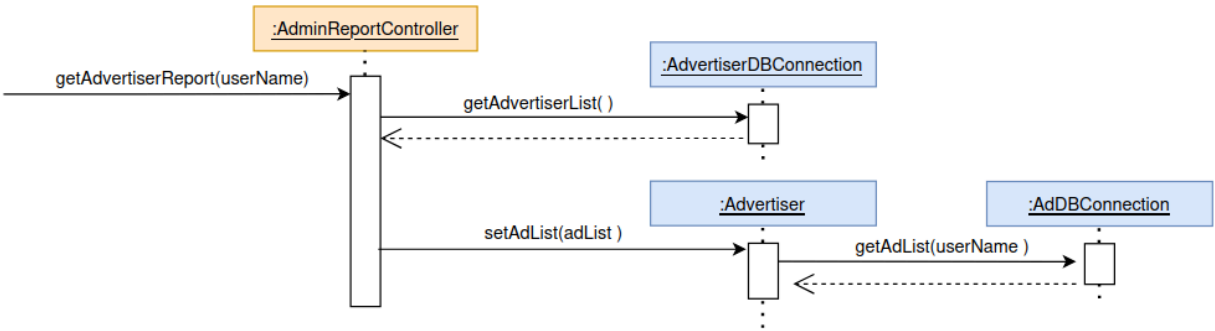 :AdminReportController
:AdvertiserDBConnection
getAdvertiserReport(userName)
getAdvertiserList( )
:Advertiser
:AdDBConnection
setAdList(adList )
getAdList(userName )